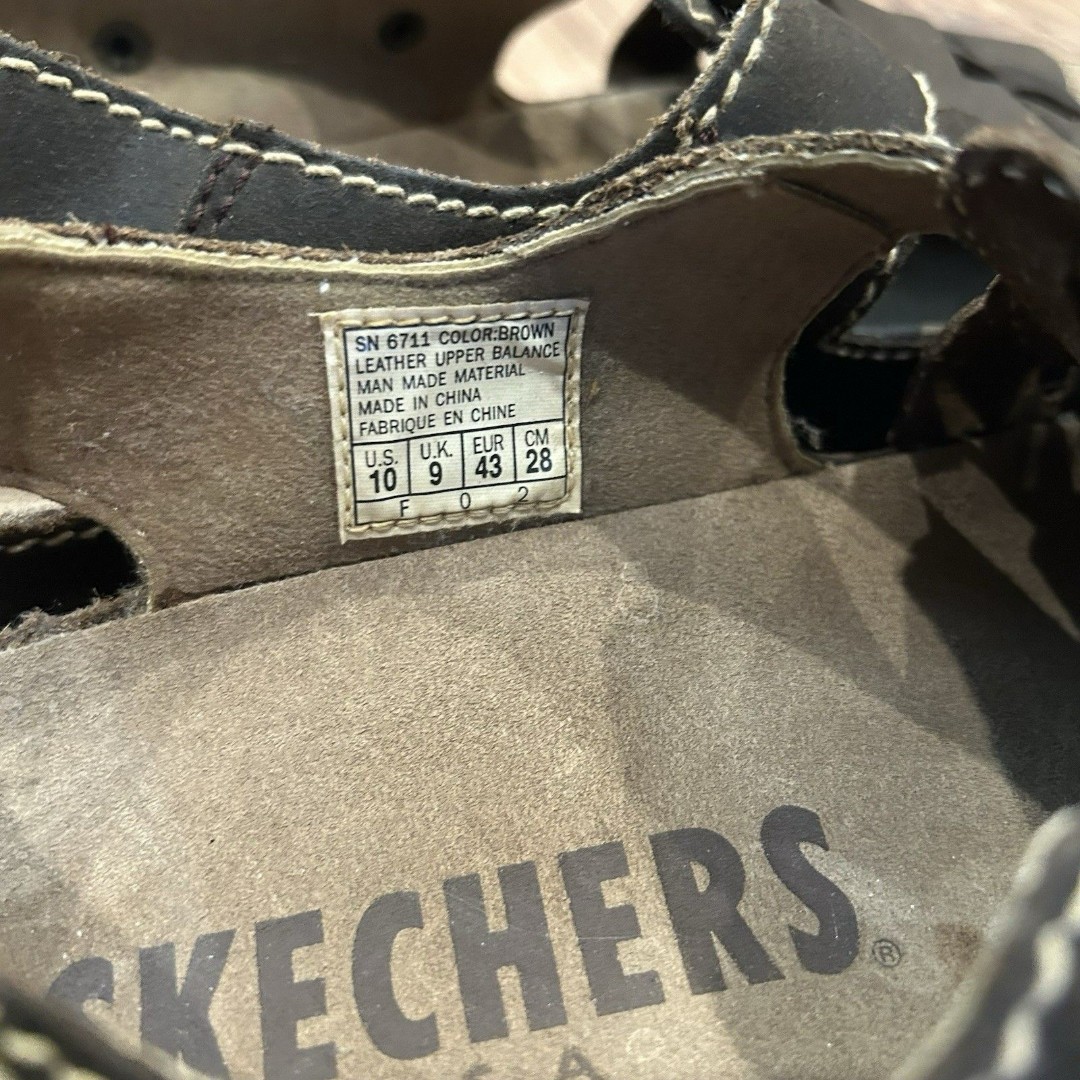 SN 6711 COLOR:BROWN
LEATHER UPPER BALANCE
MAN MADE MATERIAL
MADE IN CHINA
FABRIQUE EN CHINE
U.S. U.K. EUR CM
10 9 43 28
F 0 2
SKECHERS®